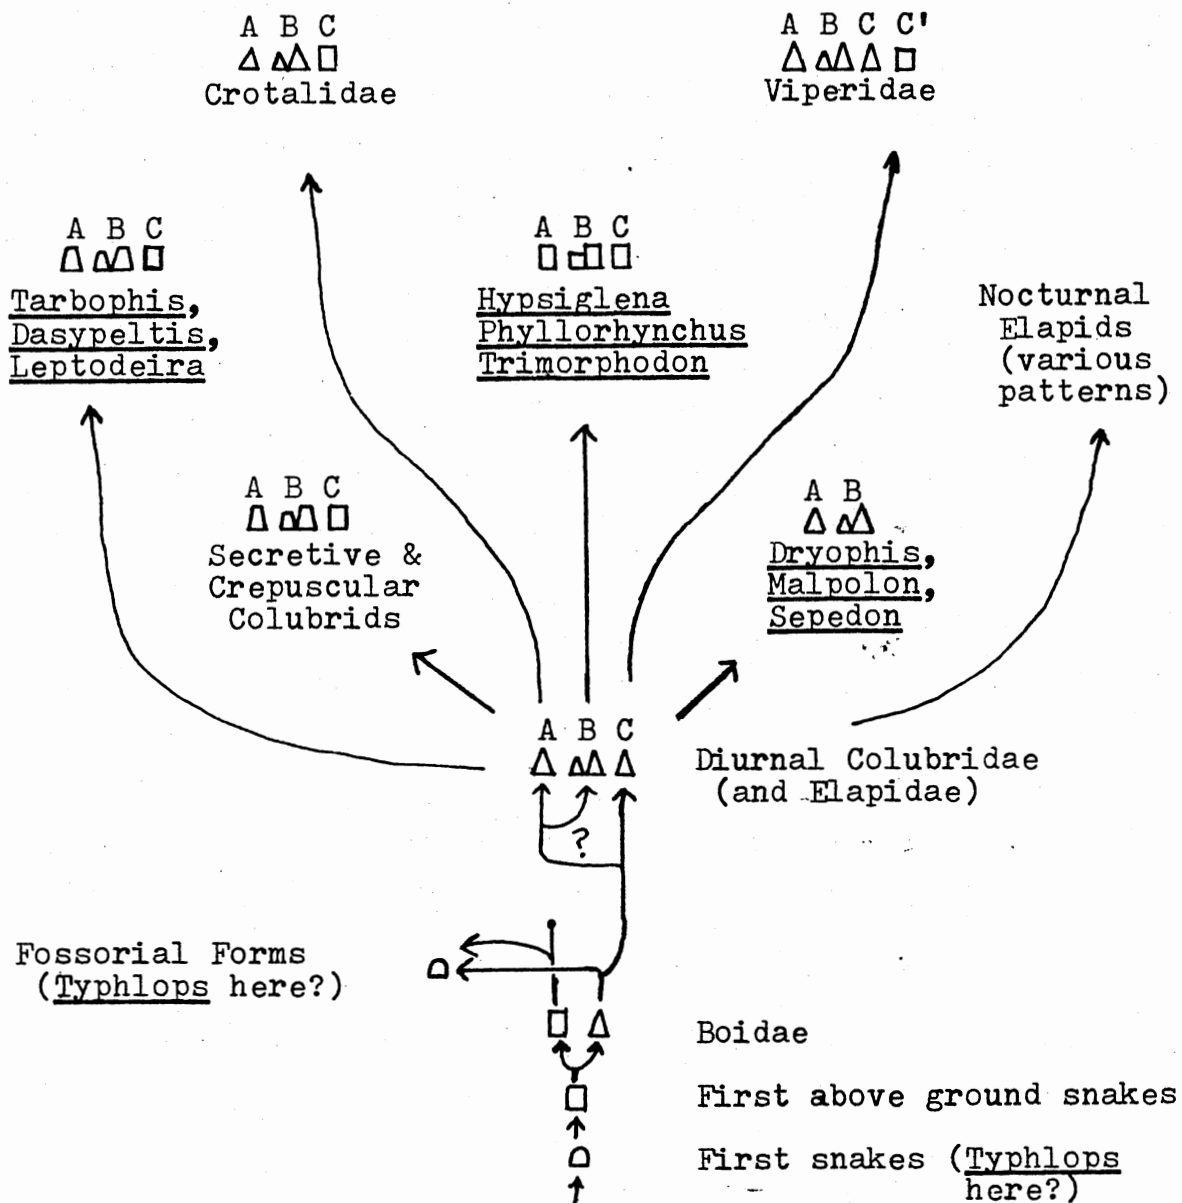 A B C
Crotalidae
A B C C'
Viperidae
A B C
Tarbophis,
Dasypeltis,
Leptodeira
A B C
Hypsiglena
Phyllorhynchus
Trimorphodon
Nocturnal
Elapids
(various
patterns)
A B C
Secretive &
Crepuscular
Colubrids
A B
Dryophis,
Malpolon,
Sepedon
A B C
Diurnal Colubridae
(and Elapidae)
?
Fossorial Forms
(Typhlops here?)
Boidae
First above ground snakes
First snakes (Typhlops
here?)